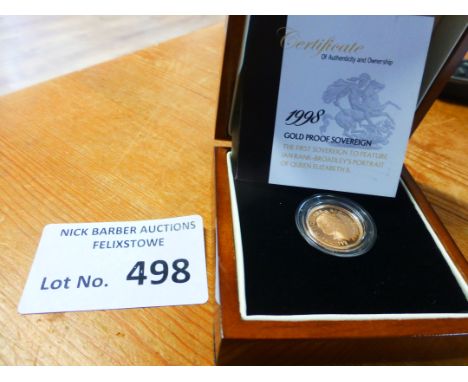 Certificate
Of Authenticity and Ownership
1998
GOLD PROOF SOVEREIGN
THE FIRST SOVEREIGN TO FEATURE
IAN RANK-BROADLEY'S PORTRAIT
OF QUEEN ELIZABETH II.
NICK BARBER AUCTIONS
FELIXSTOWE
Lot No. 498